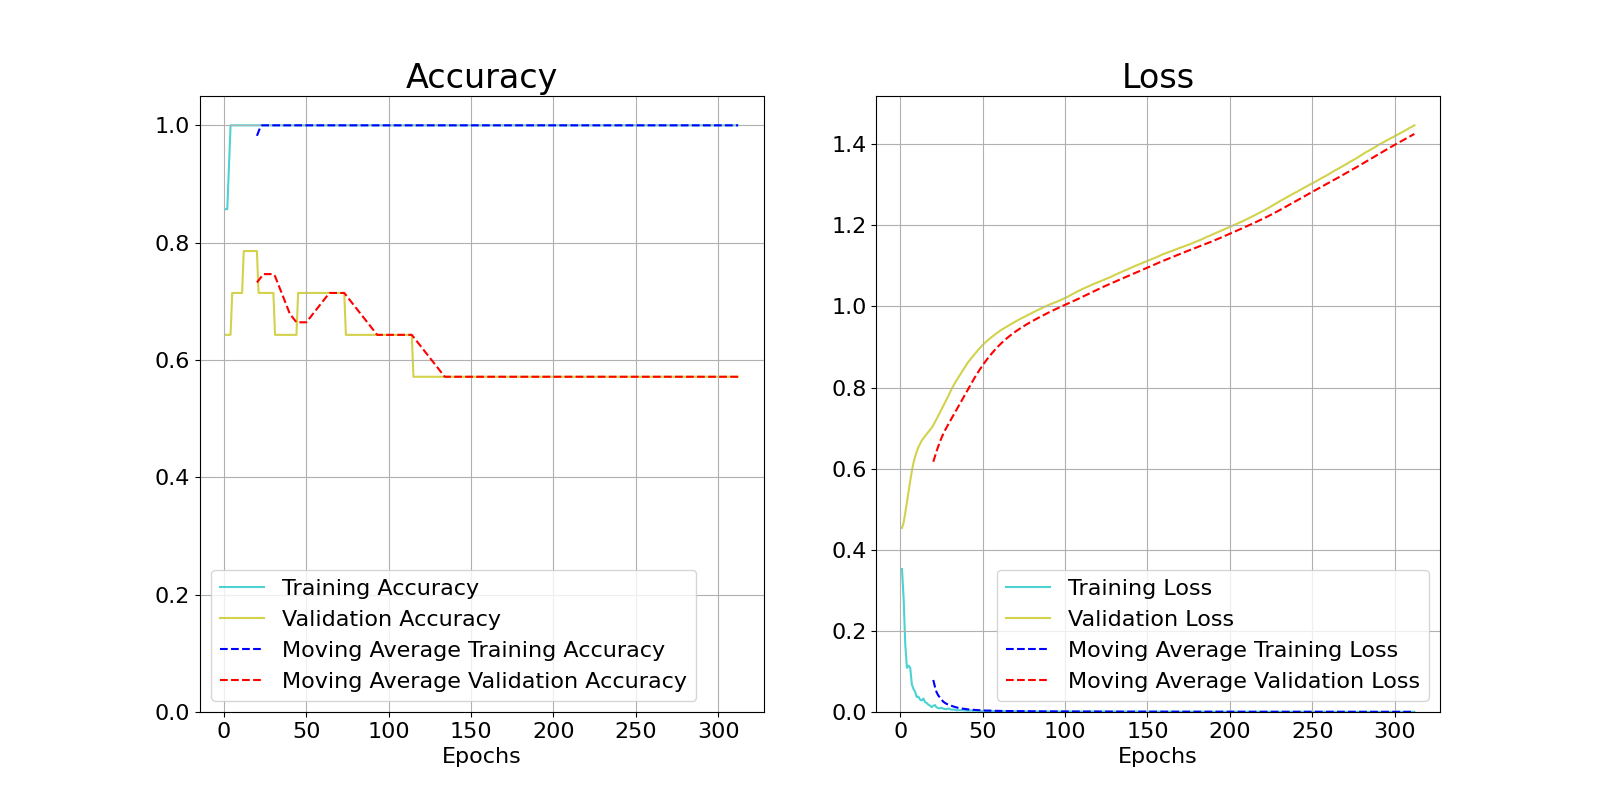 Accuracy
1.0
0.8
0.6
0.4
0.2
0.0
Training Accuracy
Validation Accuracy
Moving Average Training Accuracy
Moving Average Validation Accuracy
0 50 100 150 200 250 300
Epochs
Loss
1.4
1.2
1.0
0.8
0.6
0.4
0.2
0.0
Training Loss
Validation Loss
Moving Average Training Loss
Moving Average Validation Loss
0 50 100 150 200 250 300
Epochs